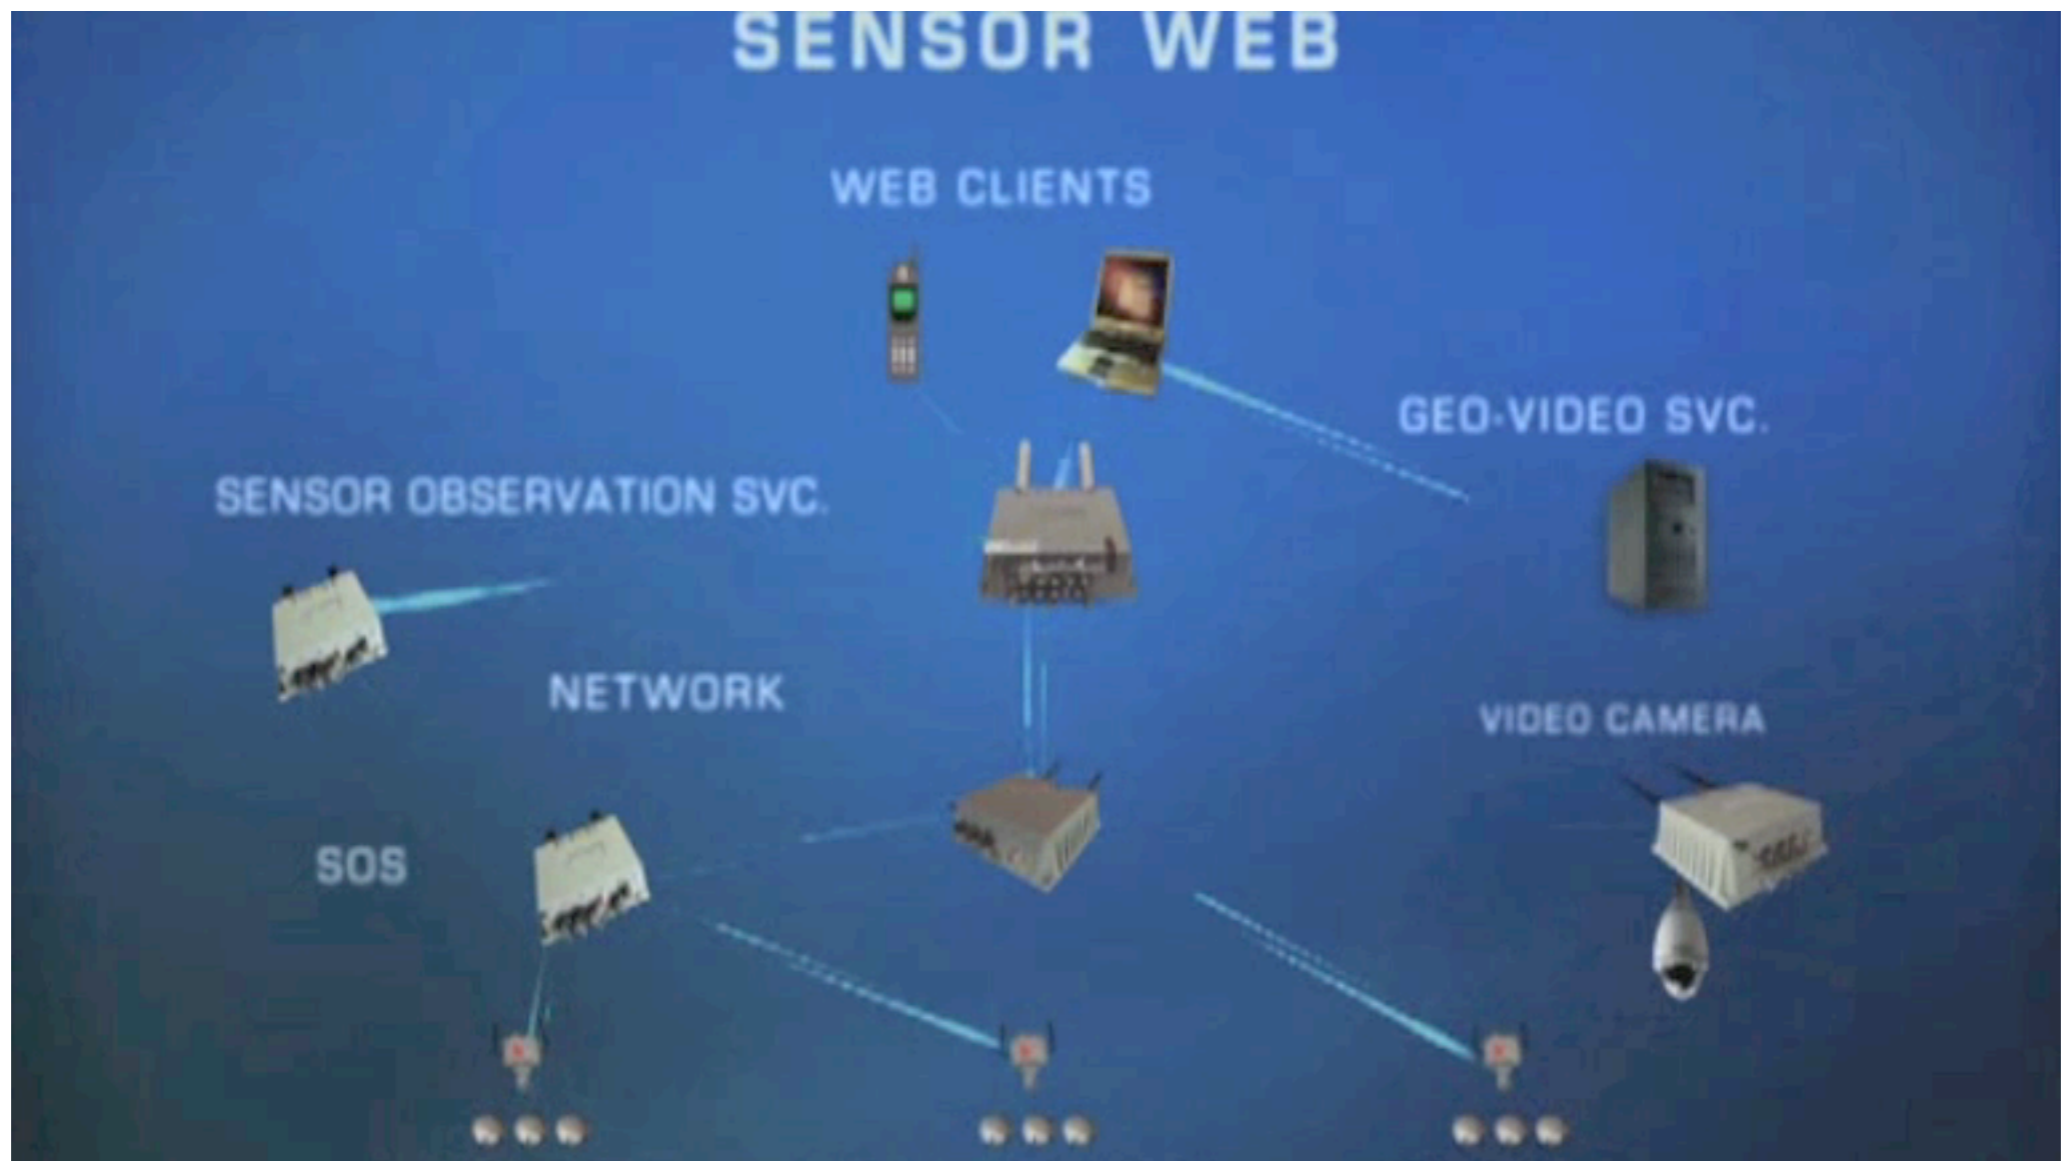 SENSOR WEB
WEB CLIENTS
GEO-VIDEO SVC.
SENSOR OBSERVATION SVC.
NETWORK
VIDEO CAMERA
SOS